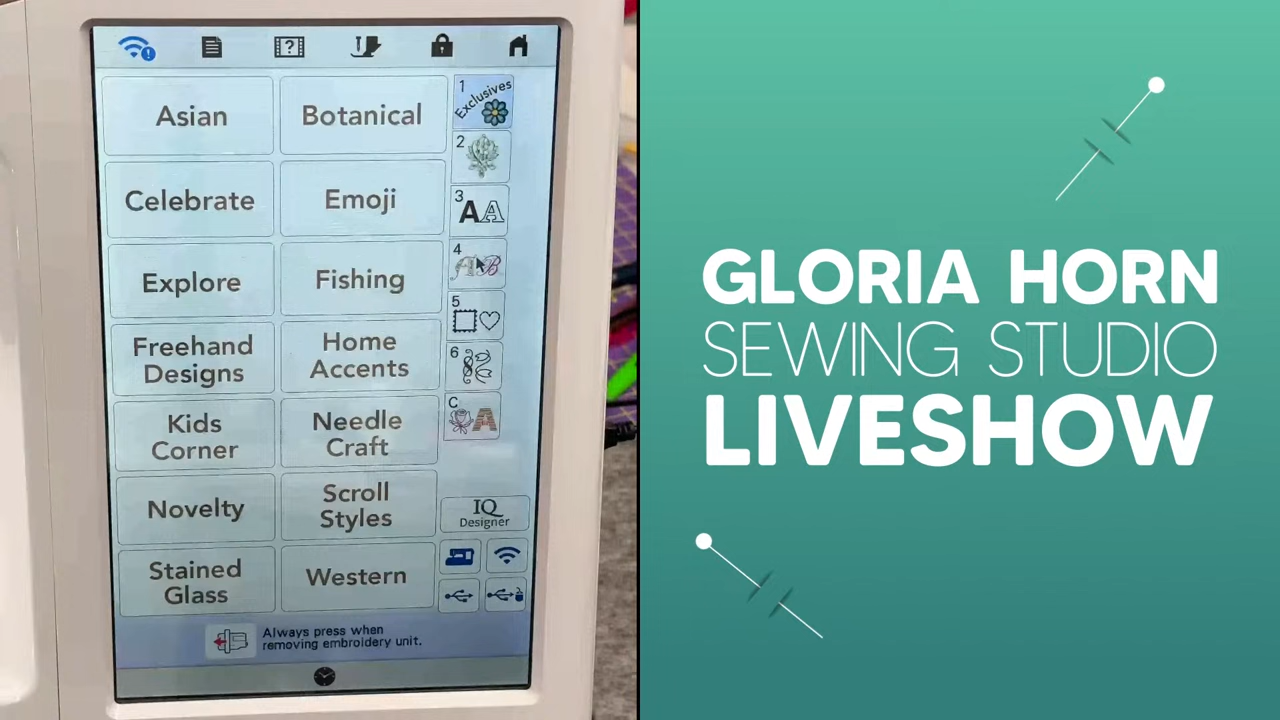 Asian
Botanical
1
Exclusives
2
Celebrate
Emoji
3
AA
4
AB
Explore
Fishing
5
Freehand
Designs
Home
Accents
6
Kids
Corner
Needle
Craft
C
A
Novelty
Scroll
Styles
IQ
Designer
Stained
Glass
Western
Always press when
removing embroidery unit.
?
GLORIA HORN
SEWING STUDIO
LIVESHOW